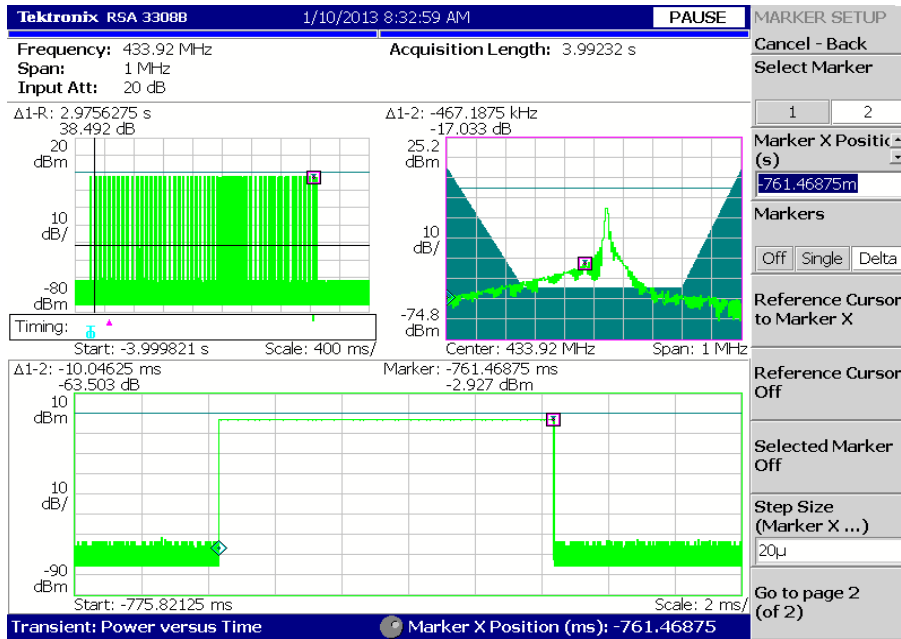 Tektronix RSA 3308B 1/10/2013 8:32:59 AM PAUSE
MARKER SETUP
Cancel - Back
Frequency: 433.92 MHz
Span: 1 MHz
Input Att: 20 dB
Acquisition Length: 3.99232 s
Select Marker
1 2
Δ1-R: 2.9756275 s
38.492 dB
20
dBm
10
dB/
-80
dBm
Timing:
Start: -3.999821 s Scale: 400 ms/
Δ1-2: -467.1875 kHz
-17.033 dB
25.2
dBm
10
dB/
-74.8
dBm
Center: 433.92 MHz Span: 1 MHz
Marker X Positic
(s)
-761.46875m
Markers
Off Single Delta
Reference Cursor
to Marker X
Δ1-2: -10.04625 ms
-63.503 dB
Marker: -761.46875 ms
-2.927 dBm
10
dBm
10
dB/
-90
dBm
Start: -775.82125 ms Scale: 2 ms/
Reference Cursor
Off
Selected Marker
Off
Step Size
(Marker X ...)
20µ
Go to page 2
(of 2)
Transient: Power versus Time Marker X Position (ms): -761.46875